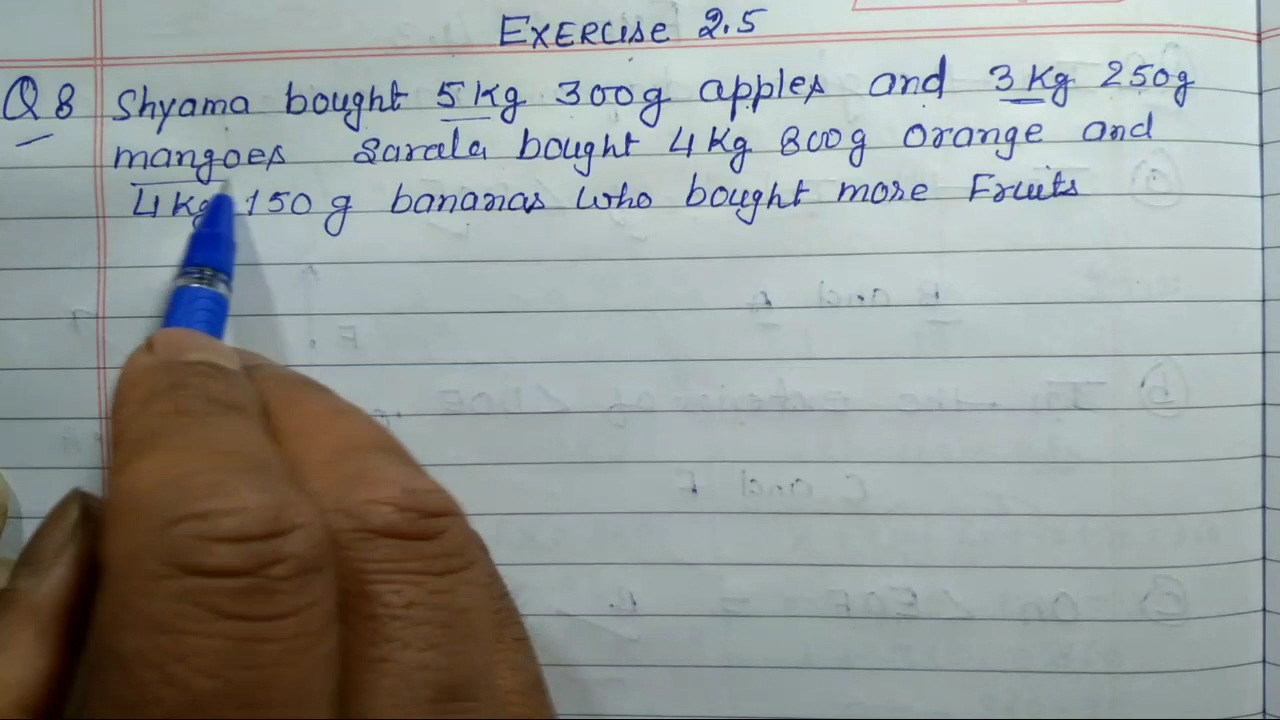 Exercise 2.5
Q 8 Shyama bought 5Kg 300g apples and 3Kg 250g
mangoes Sarala bought 4Kg 800g orange and
4Kg 150g bananas who bought more Fruits